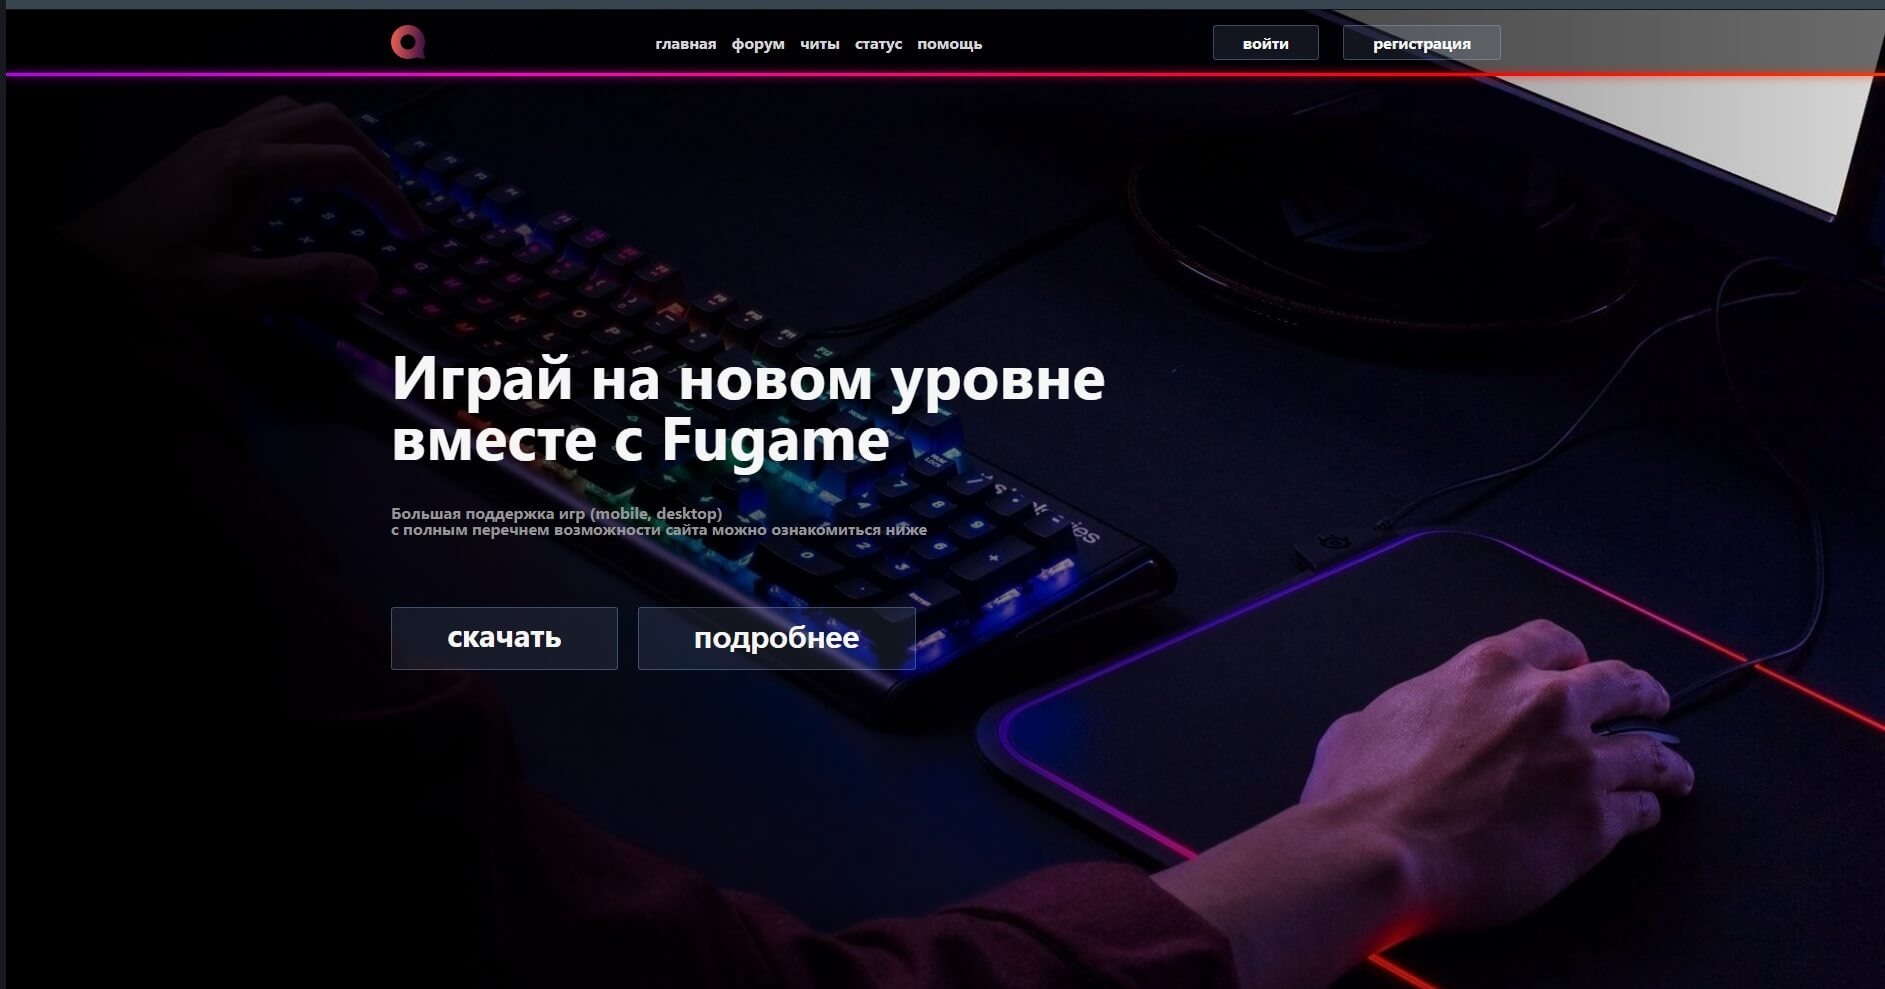 главная форум читы статус помощь
войти
регистрация
Играй на новом уровне
вместе с Fugame
Большая поддержка игр (mobile, desktop)
с полным перечнем возможности сайта можно ознакомиться ниже
скачать
подробнее